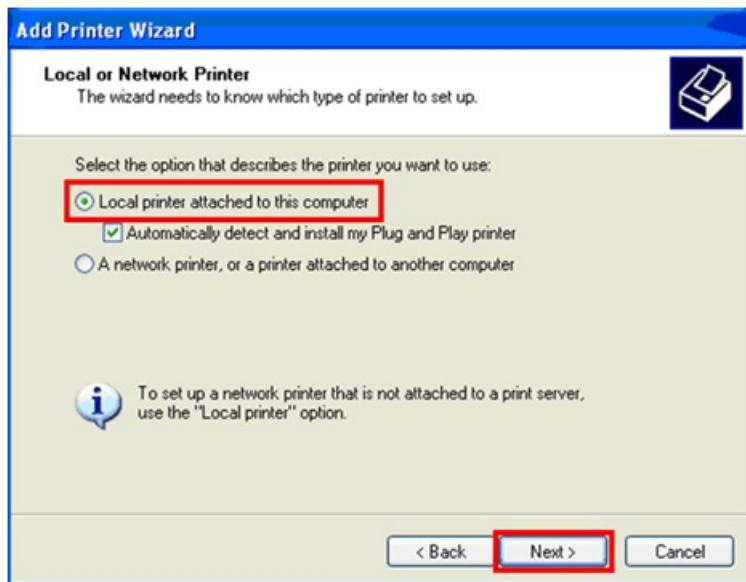 Add Printer Wizard
Local or Network Printer
The wizard needs to know which type of printer to set up.
Select the option that describes the printer you want to use:
Local printer attached to this computer
Automatically detect and install my Plug and Play printer
A network printer, or a printer attached to another computer
To set up a network printer that is not attached to a print server,
use the "Local printer" option.
< Back Next > Cancel